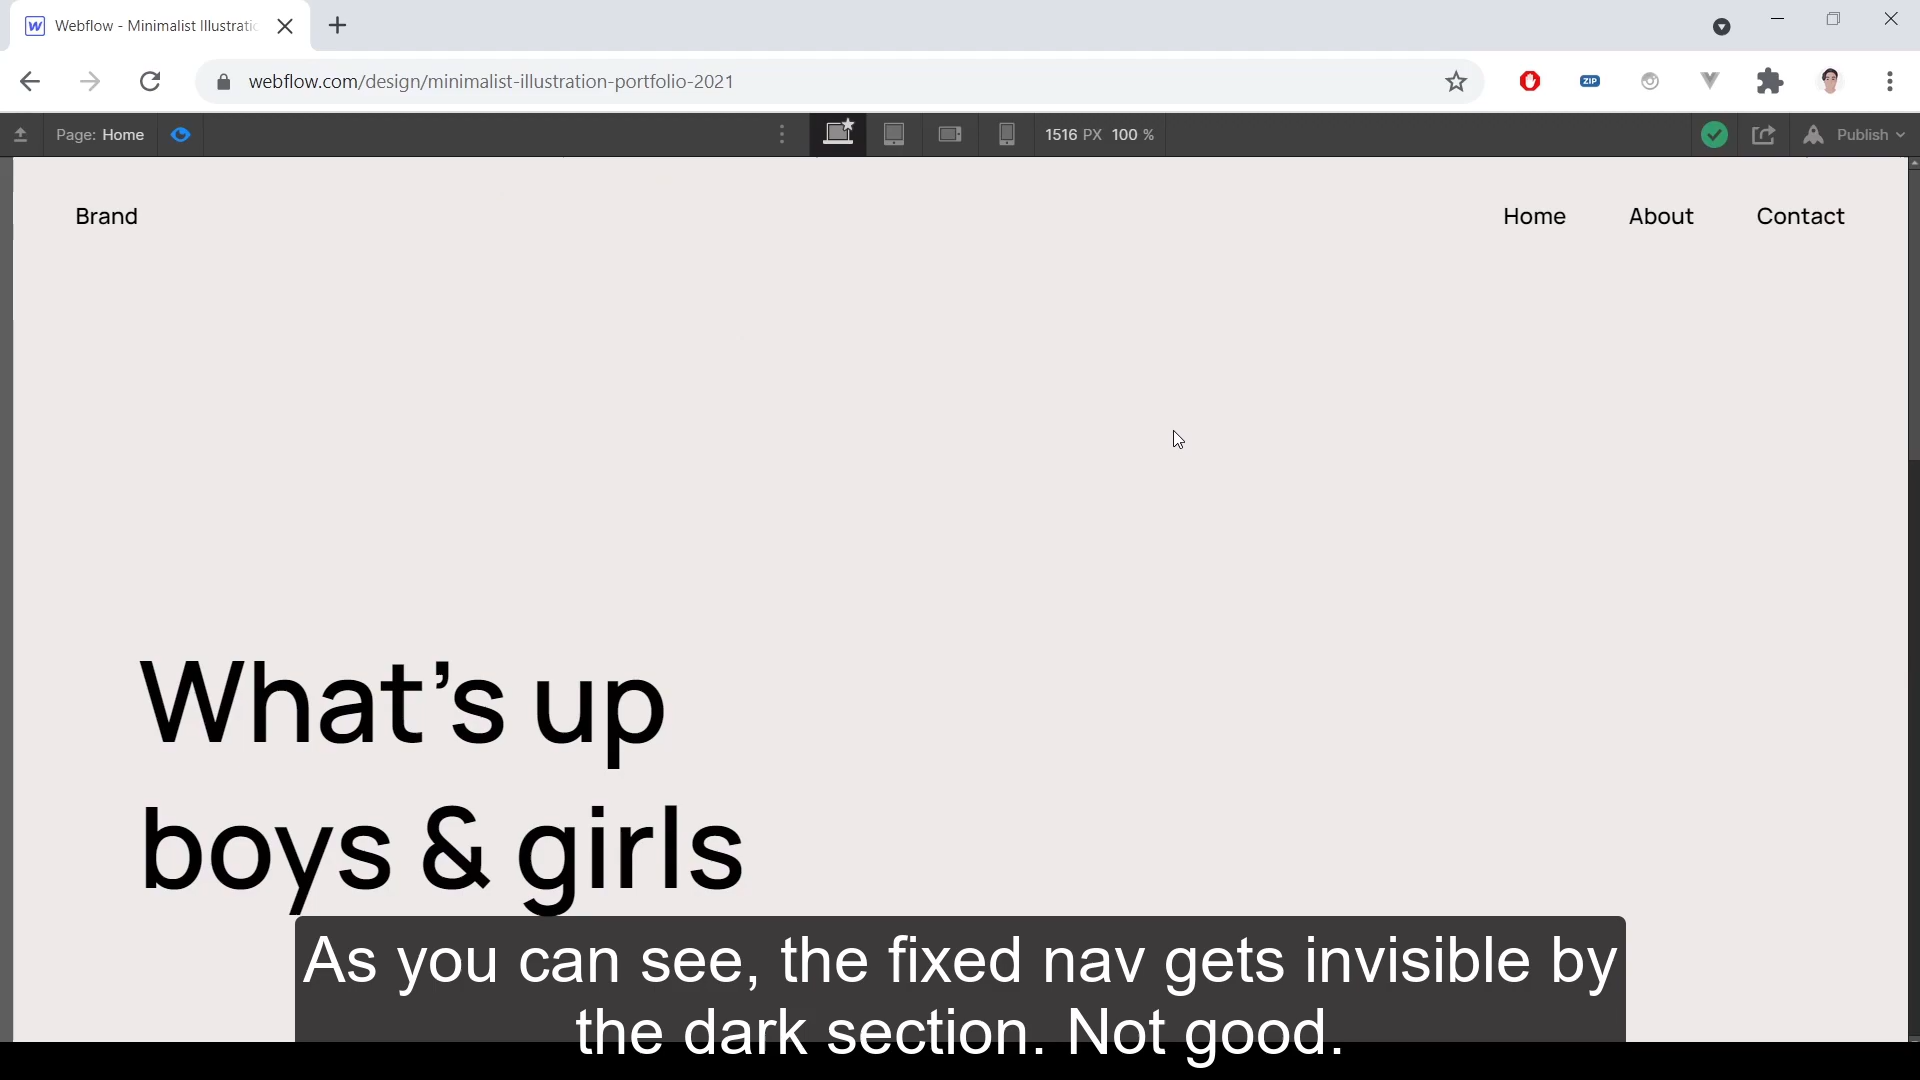 Webflow - Minimalist Illustratic
webflow.com/design/minimalist-illustration-portfolio-2021
ZIP
Page: Home
1516 PX 100 %
Publish
Brand
Home About Contact
What's up
boys & girls
As you can see, the fixed nav gets invisible by
the dark section. Not good.